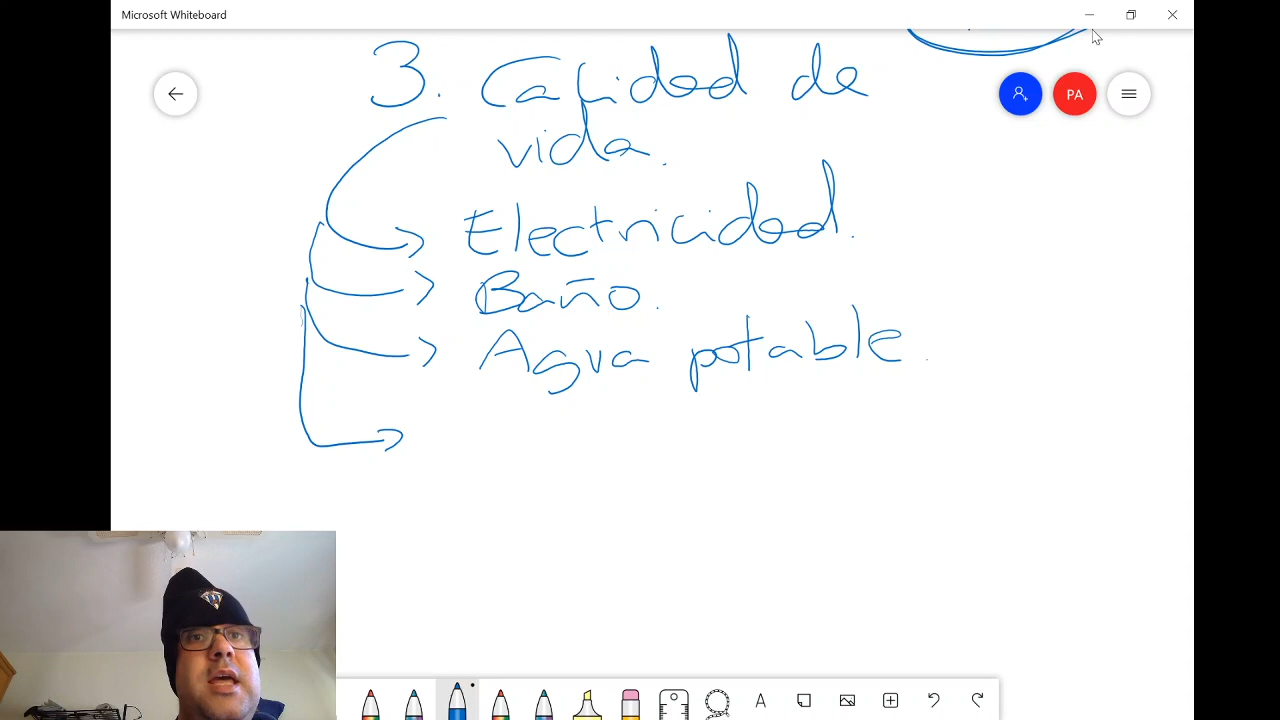 Microsoft Whiteboard
PA
3. Calidad de
vida.
Electricidad.
Baño.
Agua potable.
A